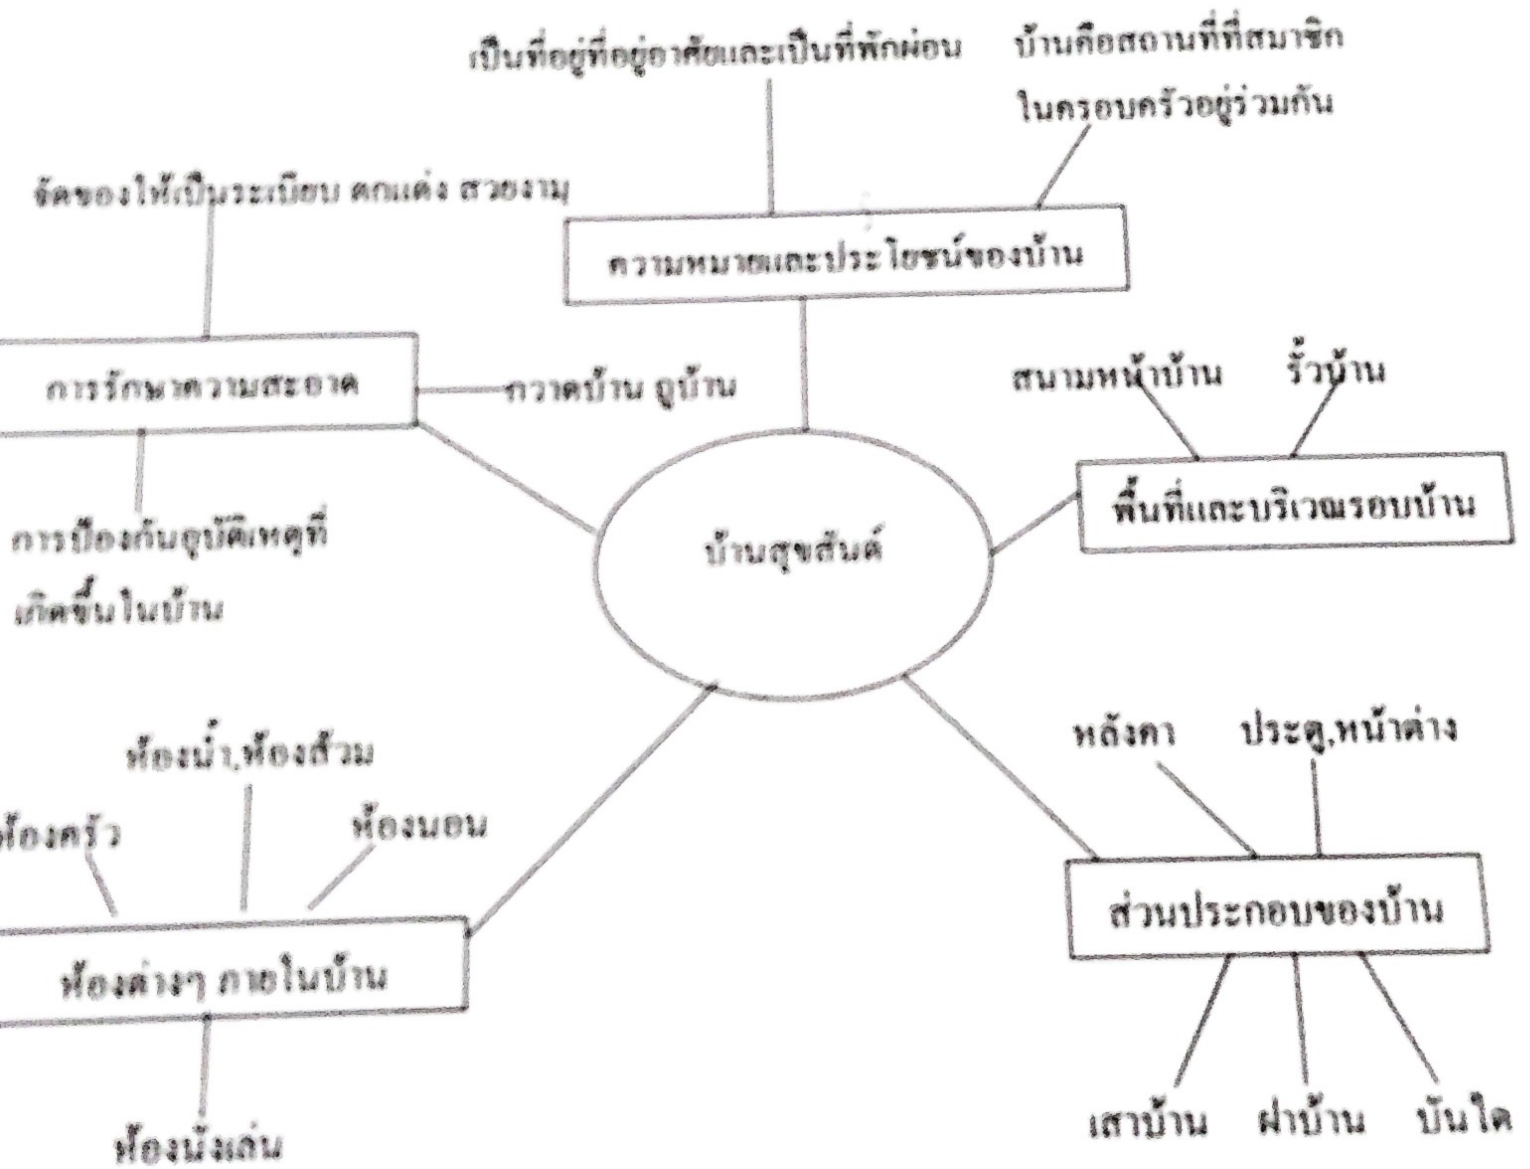 เป็นที่อยู่ที่อยู่อาศัยและเป็นที่พักผ่อน
บ้านคือสถานที่ที่สมาชิก
ในครอบครัวอยู่ร่วมกัน
จัดของให้เป็นระเบียบ ตกแต่ง สวยงาม
ความหมายและประโยชน์ของบ้าน
การรักษาความสะอาด
กวาดบ้าน ถูบ้าน
สนามหน้าบ้าน
รั้วบ้าน
พื้นที่และบริเวณรอบบ้าน
การป้องกันอุบัติเหตุที่
เกิดขึ้นในบ้าน
บ้านสุขสันต์
ห้องน้ำ,ห้องส้วม
ห้องครัว
ห้องนอน
หลังคา
ประตู,หน้าต่าง
ส่วนประกอบของบ้าน
ห้องต่างๆ ภายในบ้าน
ห้องนั่งเล่น
เสาบ้าน
ฝาบ้าน
บันได